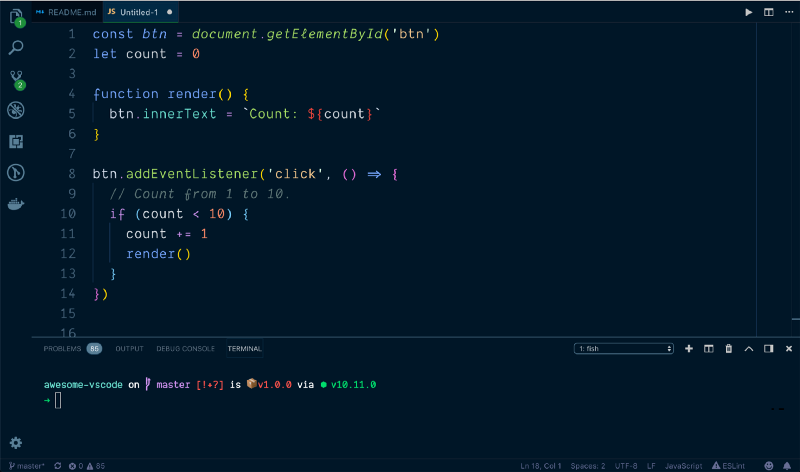 README.md
JS Untitled-1
1 const btn = document.getElementById('btn')
2 let count = 0
3
4 function render() {
5 btn.innerText = `Count: ${count}`
6 }
7
8 btn.addEventListener('click', () => {
9 // Count from 1 to 10.
10 if (count < 10) {
11 count += 1
12 render()
13 }
14 })
15
16
1
2
PROBLEMS 85 OUTPUT DEBUG CONSOLE TERMINAL
1: fish
awesome-vscode on master [!+?] is 📦v1.0.0 via ● v10.11.0
→
master* 0 85 Ln 18, Col 1 Spaces: 2 UTF-8 LF JavaScript ESLint